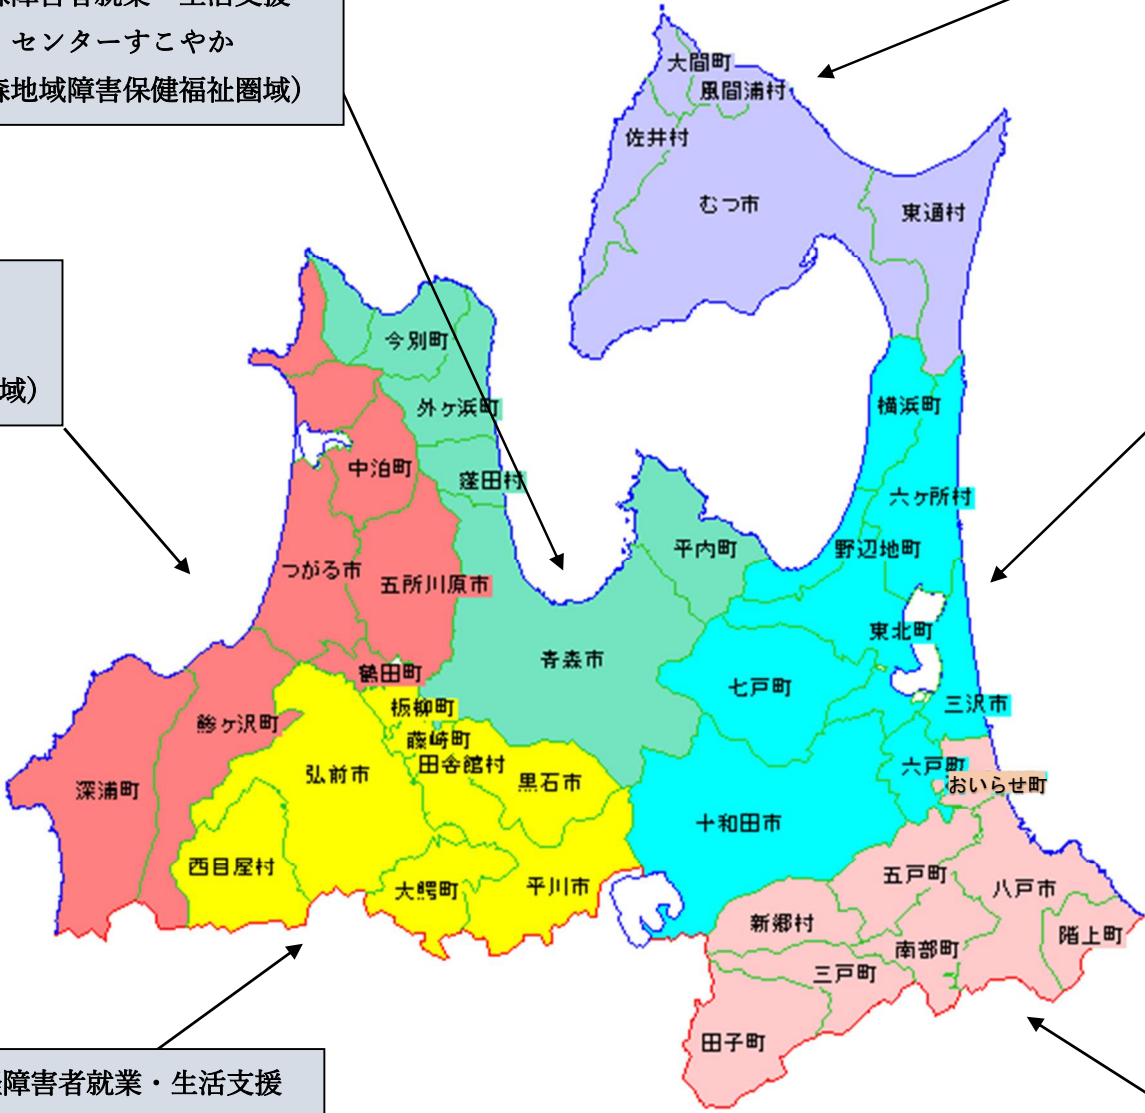 障害者就業・生活支援
センターすこやか
森地域障害保健福祉圏域）
大間町
風間浦村
佐井村
むつ市
東通村
域）
今別町
外ヶ浜町
蓬田村
中泊町
横浜町
六ヶ所村
平内町
野辺地町
つがる市
五所川原市
東北町
青森市
鶴田町
七戸町
板柳町
三沢市
鰺ヶ沢町
藤崎町
田舎館村
黒石市
弘前市
六戸町
おいらせ町
深浦町
十和田市
西目屋村
大鰐町
平川市
五戸町
八戸市
新郷村
階上町
南部町
三戸町
田子町
障害者就業・生活支援